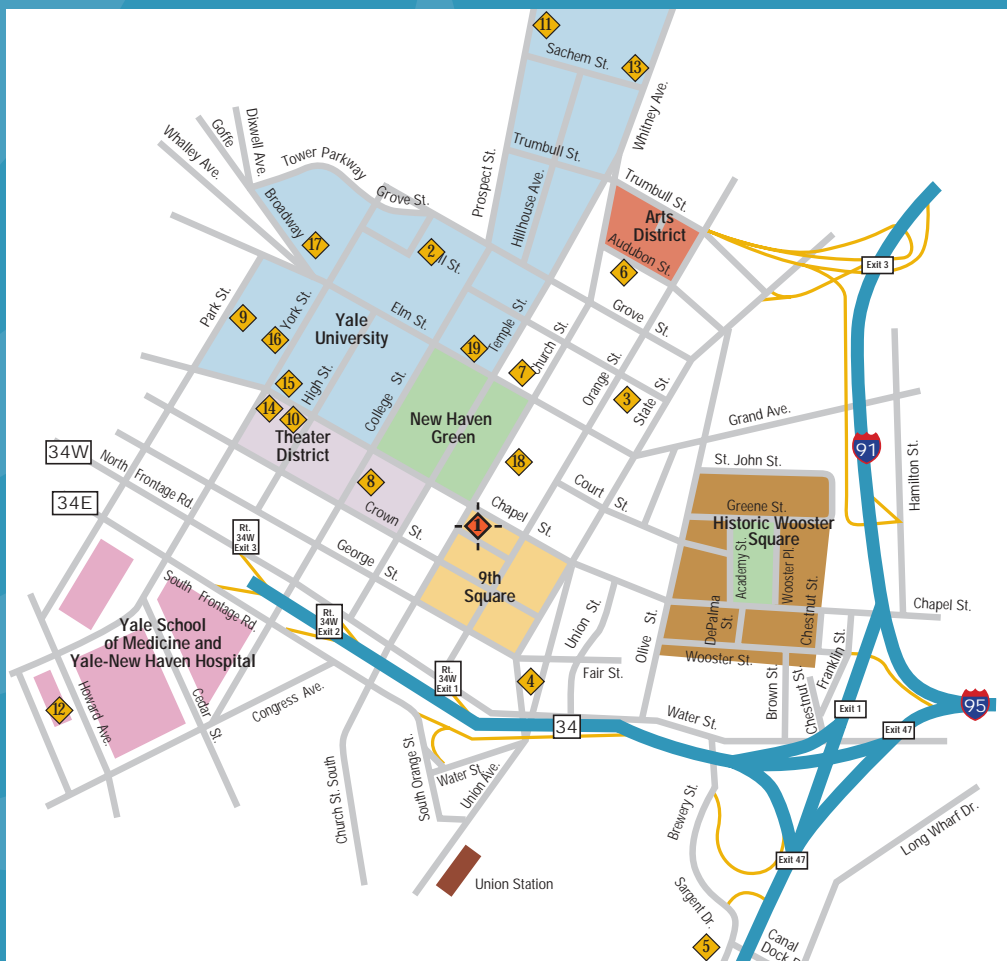 11
Sachem St.
13
Whitney Ave.
Dixwell Ave.
Goffe
Whalley Ave.
Tower Parkway
Trumbull St.
Prospect St.
Hillhouse Ave.
Grove St.
Trumbull St.
Broadway
Arts
District
Audubon St.
17
2
ll St.
6
Exit 3
Park St.
York St.
9
16
Yale
University
Elm St.
Temple St.
19
Grove St.
Church St.
7
Orange St.
3
State St.
15
High St.
College St.
14
10
Theater
District
New Haven
Green
Grand Ave.
91
Hamilton St.
34W
North Frontage Rd.
34E
8
Crown St.
18
Chapel St.
Court St.
St. John St.
Greene St.
Historic Wooster
Square
1
Rt.
34W
Exit 3
George St.
9th
Square
Academy St.
Wooster Pl.
Chestnut St.
DePalma
St.
Chapel St.
South Frontage Rd.
Rt.
34W
Exit 2
Union St.
Olive St.
Wooster St.
Franklin St.
Yale School
of Medicine and
Yale-New Haven Hospital
Rt.
34W
Exit 1
4
Fair St.
Brown St.
Chestnut St.
12
Howard Ave.
Cedar St.
Congress Ave.
34
Water St.
Exit 1
95
Exit 47
Church St. South
South Orange St.
Water St.
Union Ave.
Brewery St.
Long Wharf Dr.
Exit 47
Union Station
Sargent Dr.
5
Canal
Dock